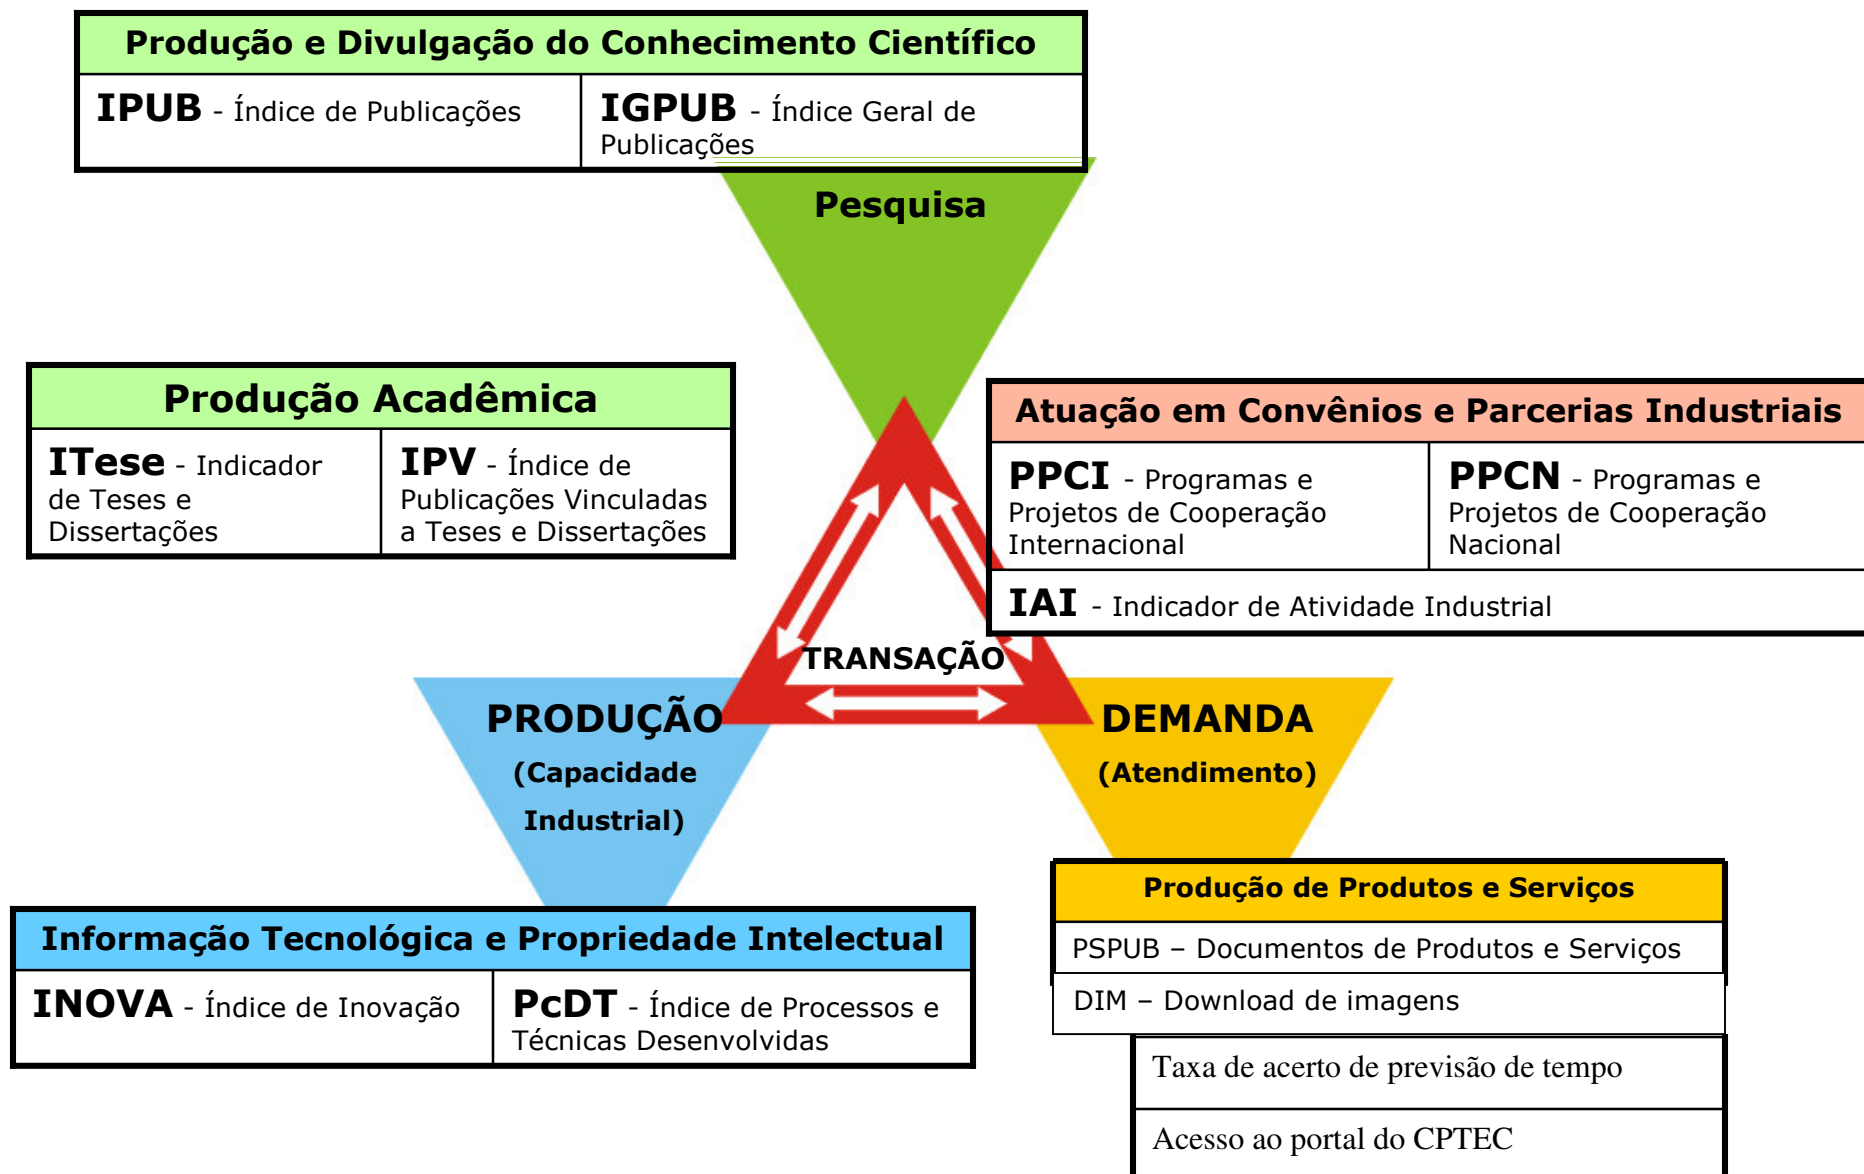 Produção e Divulgação do Conhecimento Científico
IPUB - Índice de Publicações
IGPUB - Índice Geral de
Publicações
Pesquisa
Produção Acadêmica
ITese - Indicador
de Teses e
Dissertações
IPV - Índice de
Publicações Vinculadas
a Teses e Dissertações
Atuação em Convênios e Parcerias Industriais
PPCI - Programas e
Projetos de Cooperação
Internacional
PPCN - Programas e
Projetos de Cooperação
Nacional
IAI - Indicador de Atividade Industrial
TRANSAÇÃO
PRODUÇÃO
(Capacidade
Industrial)
DEMANDA
(Atendimento)
Informação Tecnológica e Propriedade Intelectual
INOVA - Índice de Inovação
PcDT - Índice de Processos e
Técnicas Desenvolvidas
Produção de Produtos e Serviços
PSPUB – Documentos de Produtos e Serviços
DIM – Download de imagens
Taxa de acerto de previsão de tempo
Acesso ao portal do CPTEC